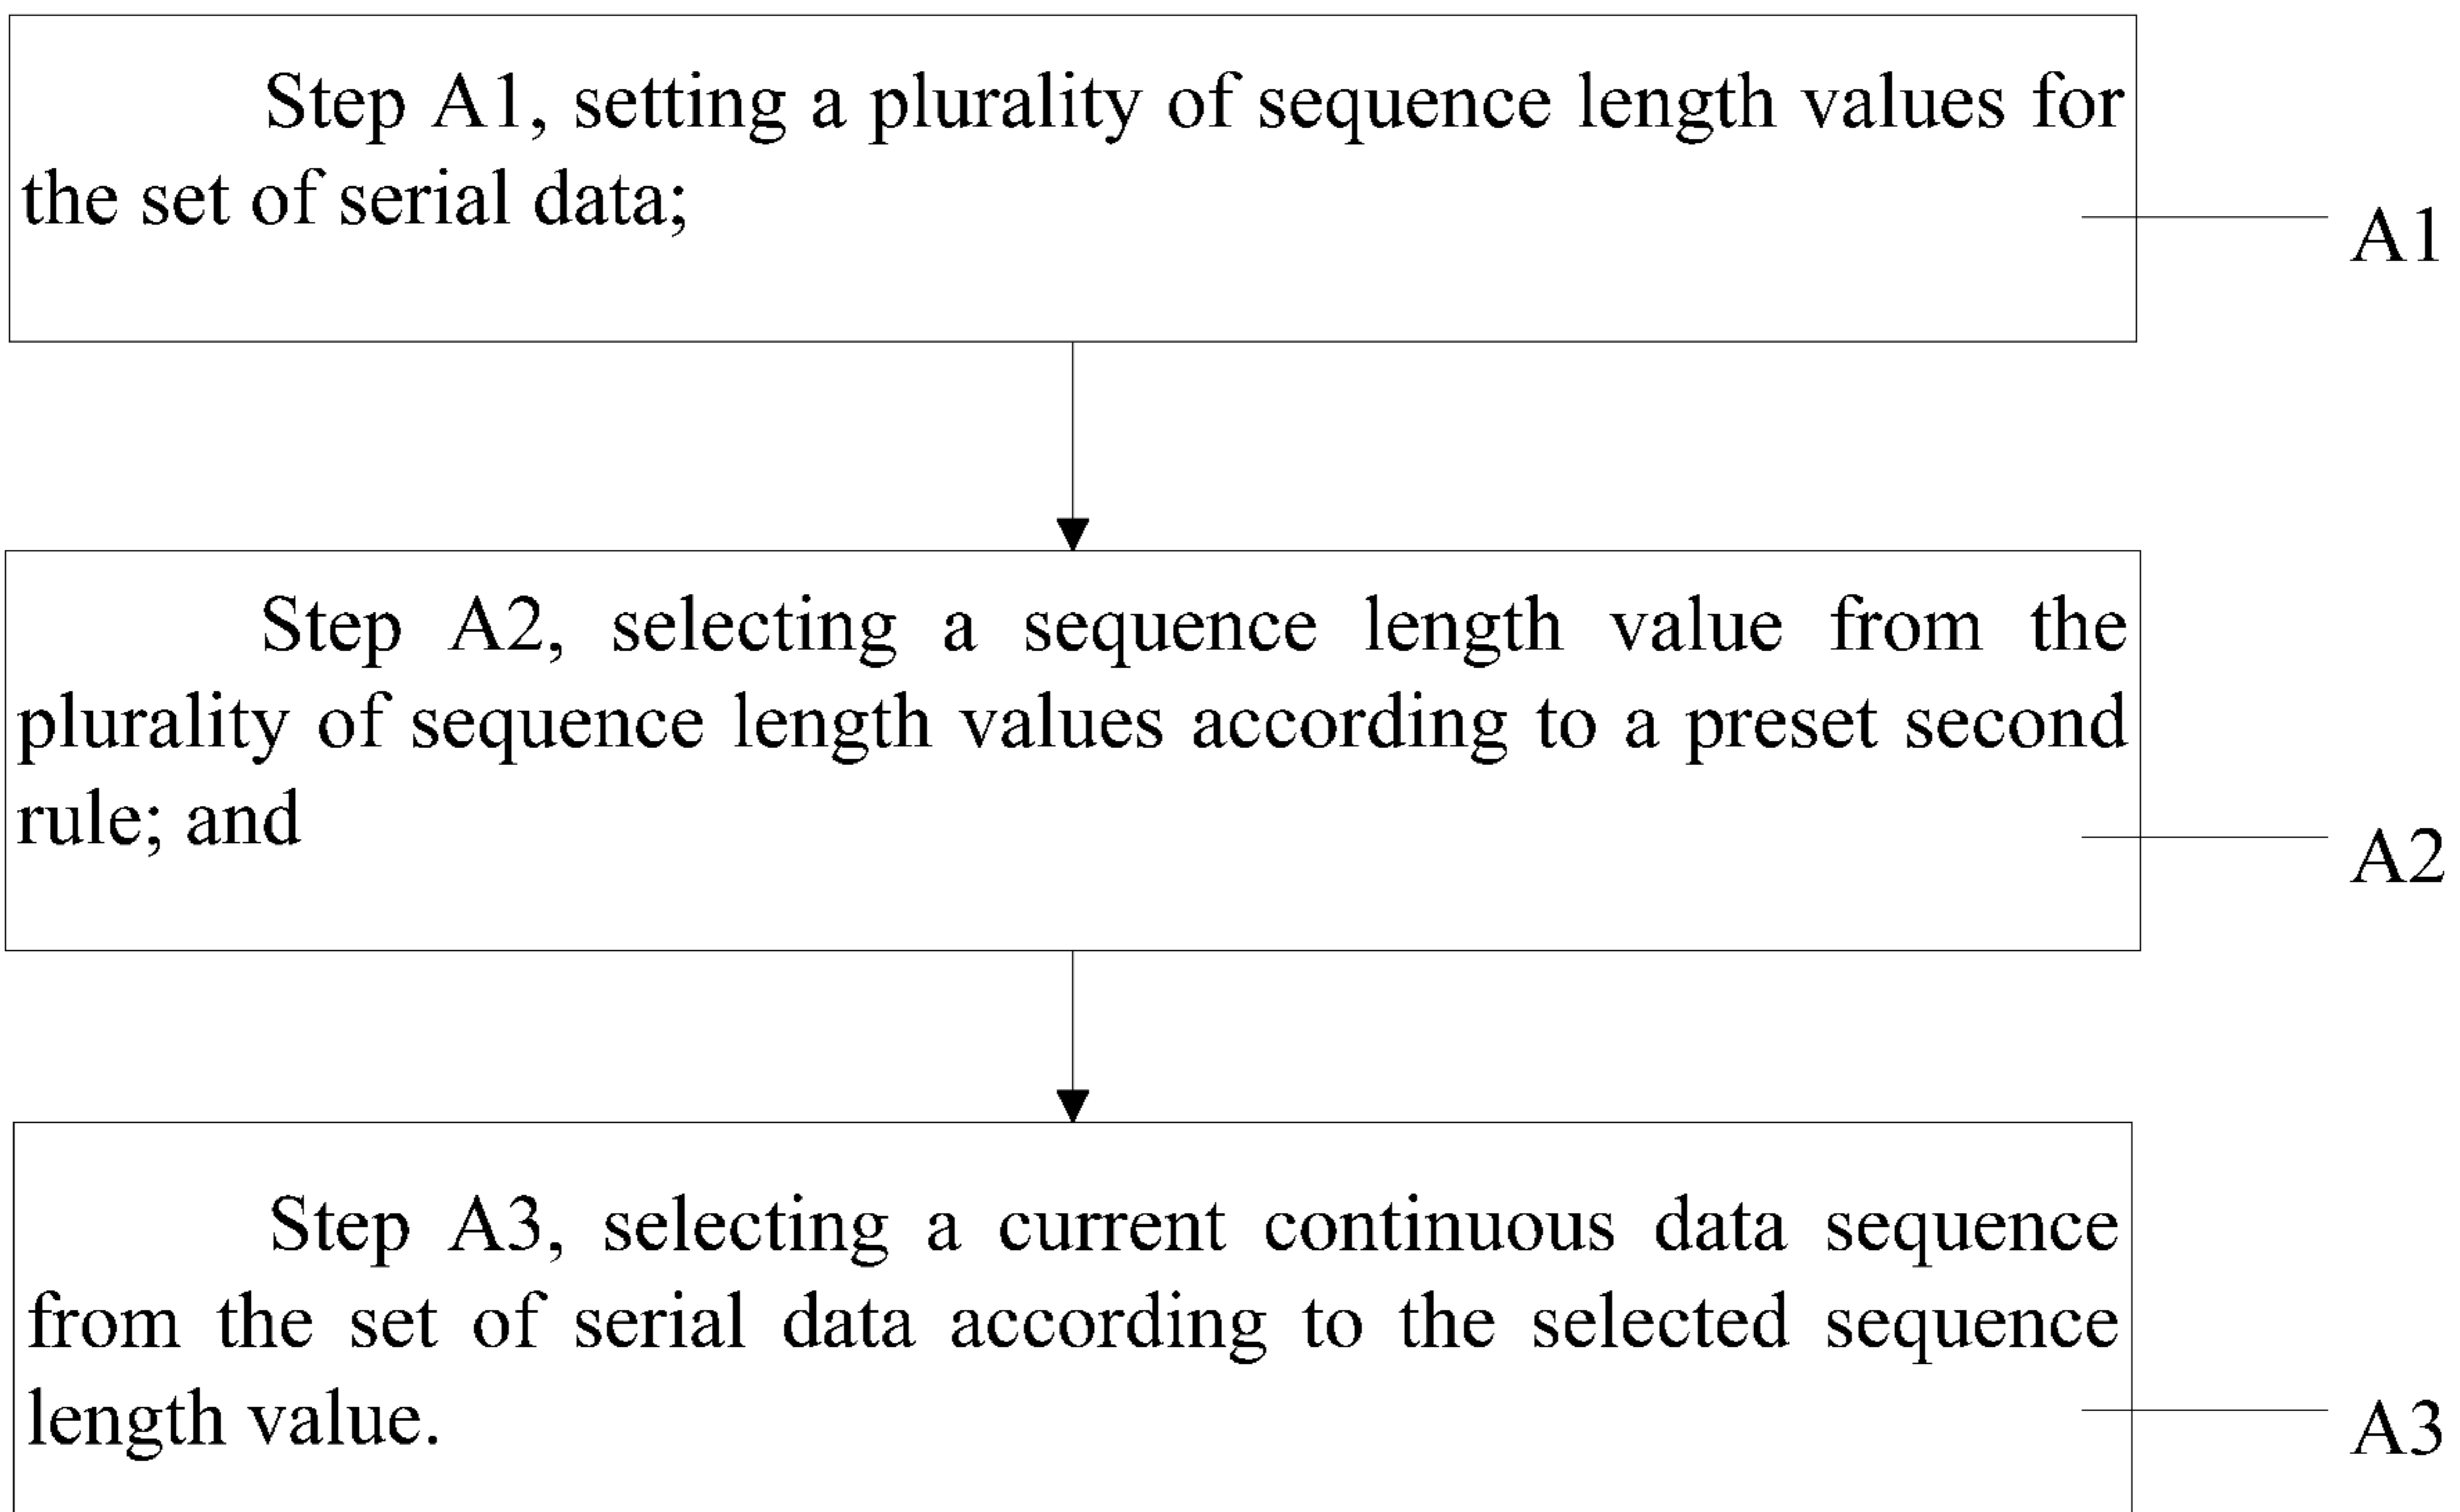 Step A1, setting a plurality of sequence length values for
the set of serial data;
A1
Step A2, selecting a sequence length value from the
plurality of sequence length values according to a preset second
rule; and
A2
Step A3, selecting a current continuous data sequence
from the set of serial data according to the selected sequence
length value.
A3